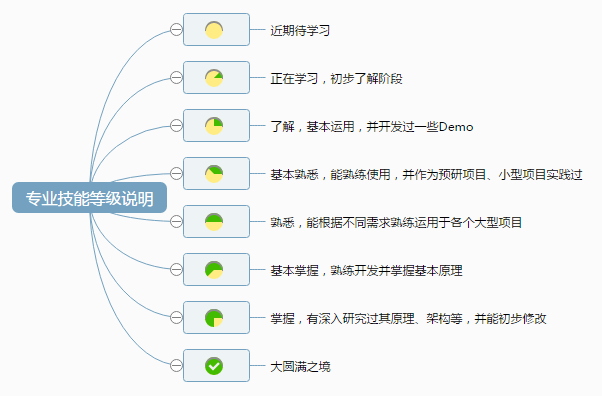 专业技能等级说明
近期待学习
正在学习，初步了解阶段
了解，基本运用，并开发过一些Demo
基本熟悉，能熟练使用，并作为预研项目、小型项目实践过
熟悉，能根据不同需求熟练运用于各个大型项目
基本掌握，熟练开发并掌握基本原理
掌握，有深入研究过其原理、架构等，并能初步修改
大圆满之境